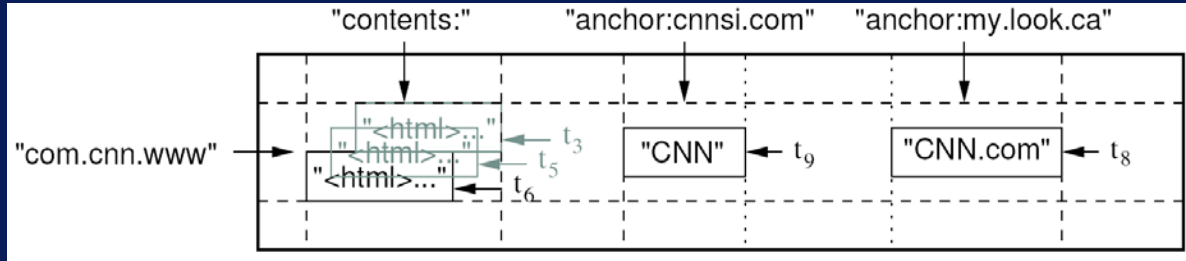 "contents:" "anchor:cnnsi.com" "anchor:my.look.ca"
"<html>..." t₃
"com.cnn.www" "<html>..." t₅ "CNN" t₉ "CNN.com" t₈
"<html>..." t₆